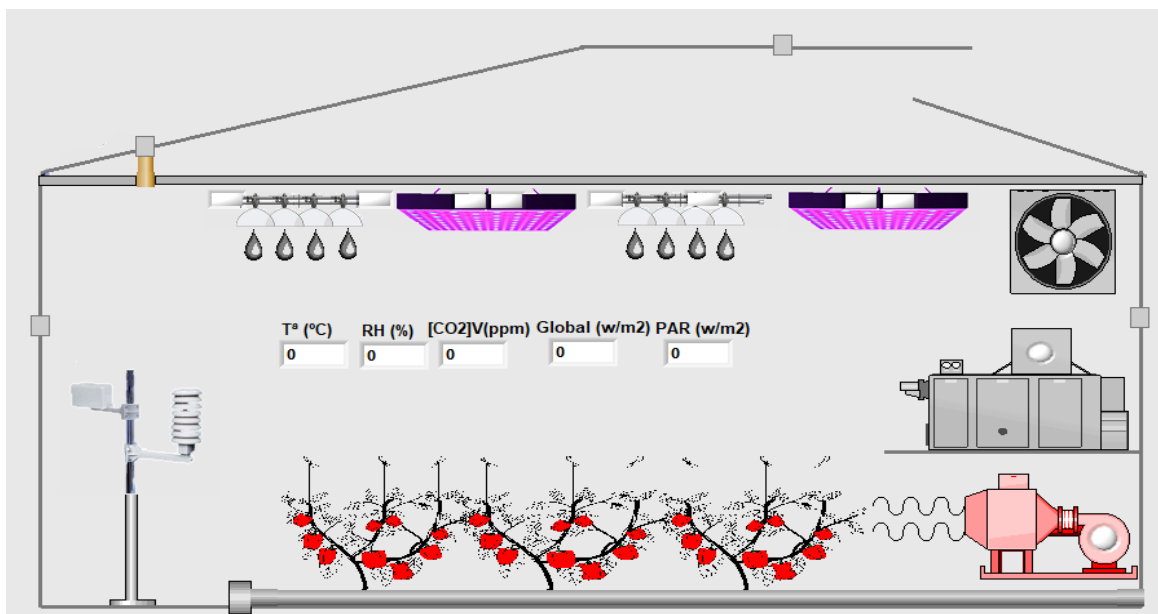 Tª (ºC)
RH (%)
[CO2]V(ppm)
Global (w/m2)
PAR (w/m2)
0
0
0
0
0